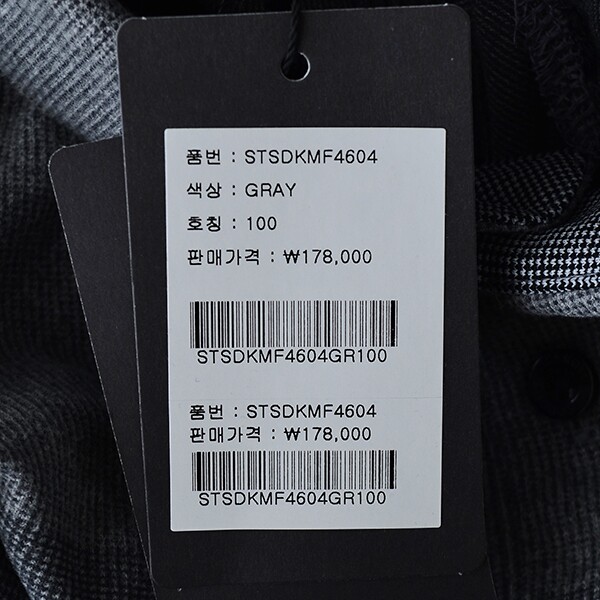 품번 : STSDKMF4604
색상 : GRAY
호칭 : 100
판매가격 : ₩178,000
STSDKMF4604GR100
품번 : STSDKMF4604
판매가격 : ₩178,000
STSDKMF4604GR100